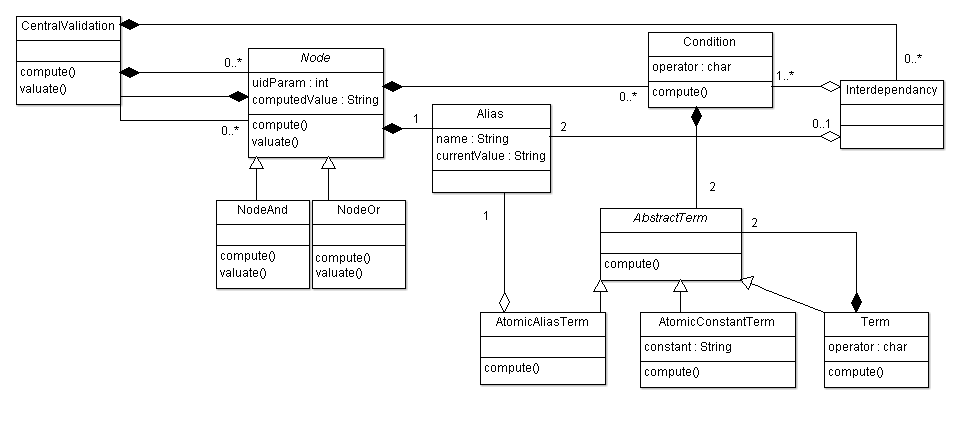 CentralValidation
compute()
valuate()
0..*
0..*
Node
uidParam : int
computedValue : String
compute()
valuate()
0..*
1
Alias
name : String
currentValue : String
2
Condition
operator : char
compute()
1..*
0..*
Interdependancy
0..1
2
NodeAnd
compute()
valuate()
NodeOr
compute()
valuate()
1
AbstractTerm
compute()
2
AtomicAliasTerm
compute()
AtomicConstantTerm
constant : String
compute()
Term
operator : char
compute()